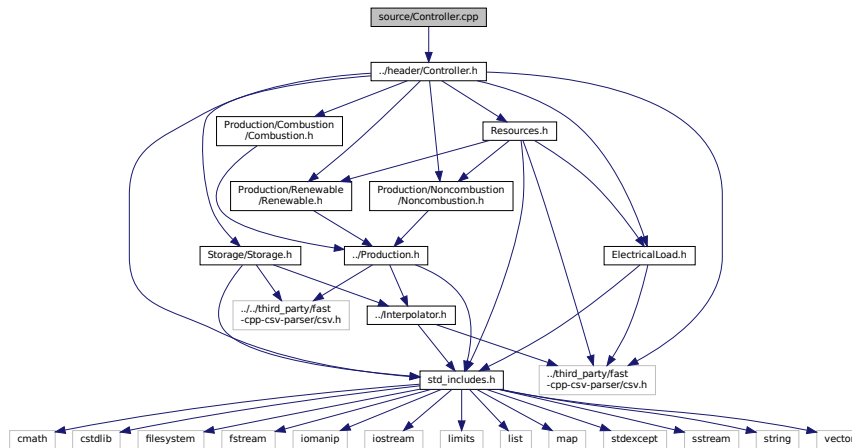 source/Controller.cpp
../header/Controller.h
Production/Combustion
/Combustion.h
Resources.h
Production/Renewable
/Renewable.h
Production/Noncombustion
/Noncombustion.h
Storage/Storage.h
../Production.h
ElectricalLoad.h
../../third_party/fast
-cpp-csv-parser/csv.h
../Interpolator.h
std_includes.h
../third_party/fast
-cpp-csv-parser/csv.h
cmath
cstdlib
filesystem
fstream
iomanip
iostream
limits
list
map
stdexcept
sstream
string
vector